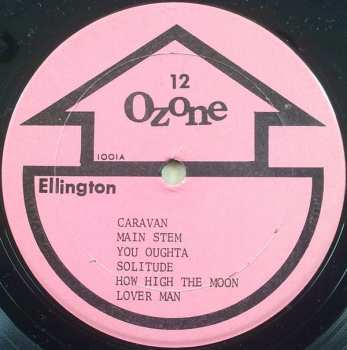 12
Ozone
1001A
Ellington
CARAVAN
MAIN STEM
YOU OUGHTA
SOLITUDE
HOW HIGH THE MOON
LOVER MAN